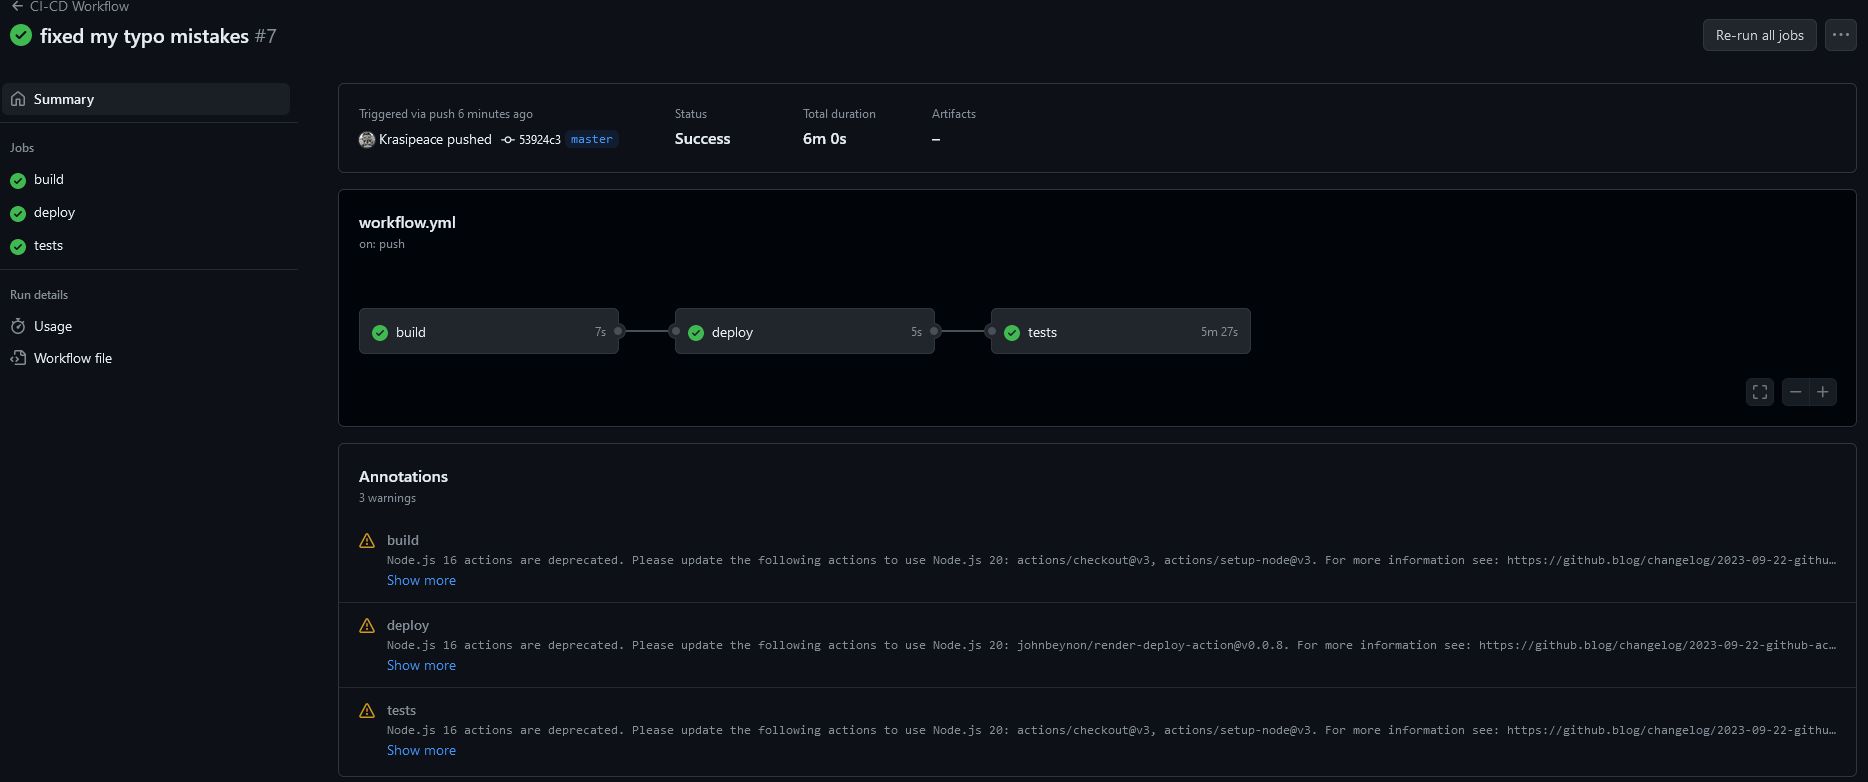 CI-CD Workflow
fixed my typo mistakes #7
Re-run all jobs
Summary
Jobs
build
deploy
tests
Run details
Usage
Workflow file
Triggered via push 6 minutes ago
Krasipeace pushed 53924c3 master
Status
Success
Total duration
6m 0s
Artifacts
–
workflow.yml
on: push
build 7s
deploy 5s
tests 5m 27s
Annotations
3 warnings
build
Node.js 16 actions are deprecated. Please update the following actions to use Node.js 20: actions/checkout@v3, actions/setup-node@v3. For more information see: https://github.blog/changelog/2023-09-22-githu…
Show more
deploy
Node.js 16 actions are deprecated. Please update the following actions to use Node.js 20: johnbeynon/render-deploy-action@v0.0.8. For more information see: https://github.blog/changelog/2023-09-22-github-ac…
Show more
tests
Node.js 16 actions are deprecated. Please update the following actions to use Node.js 20: actions/checkout@v3, actions/setup-node@v3. For more information see: https://github.blog/changelog/2023-09-22-githu…
Show more